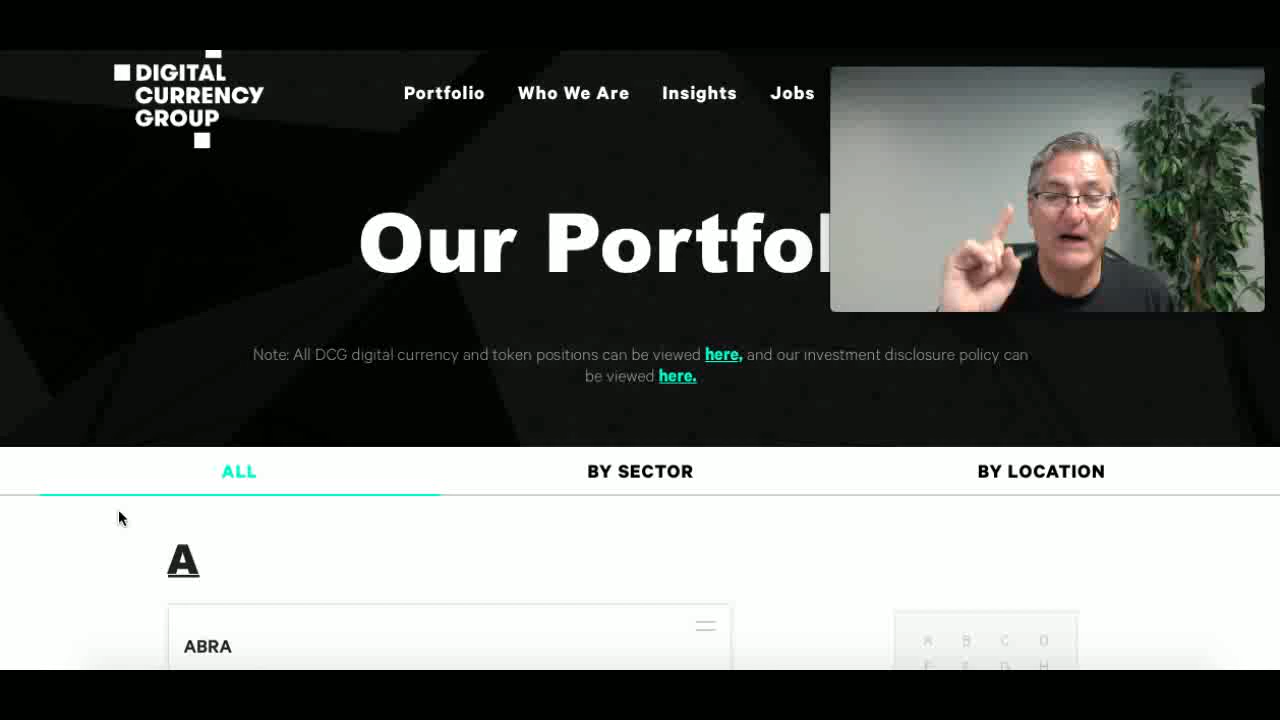 DIGITAL
CURRENCY
GROUP
Portfolio Who We Are Insights Jobs
Our Portfol
Note: All DCG digital currency and token positions can be viewed here, and our investment disclosure policy can
be viewed here.
ALL BY SECTOR BY LOCATION
A
ABRA
A B C D
E F G H